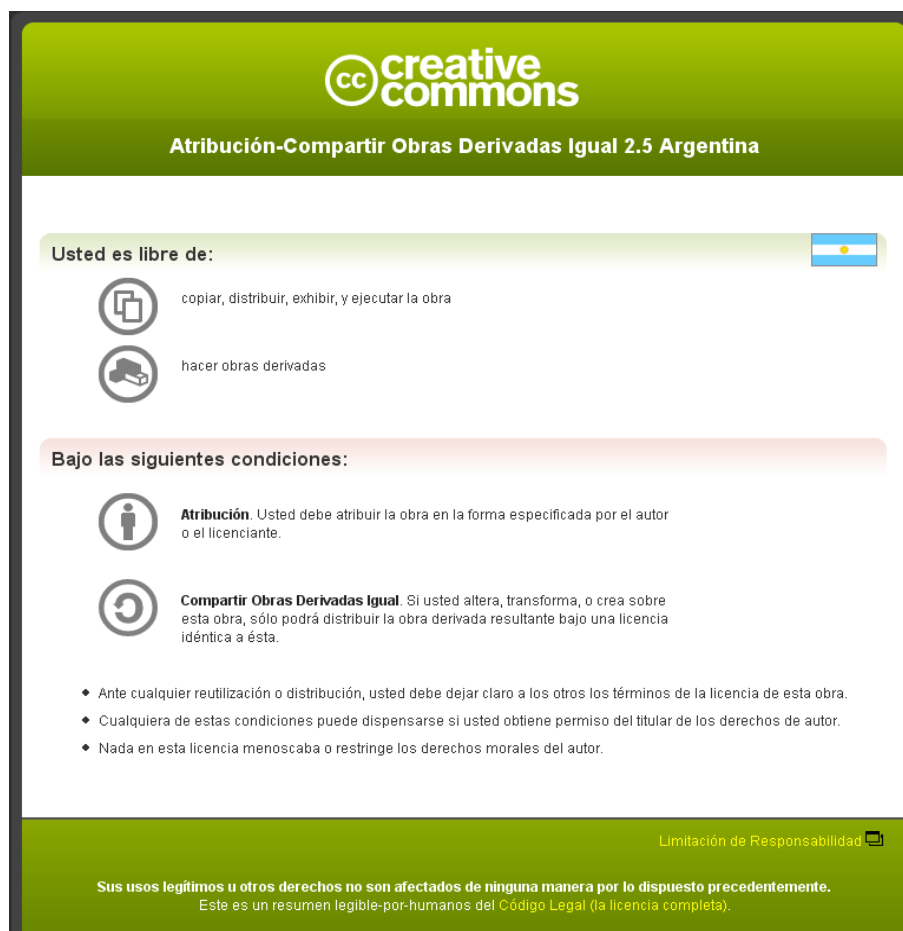 cc creative
commons
Atribución-Compartir Obras Derivadas Igual 2.5 Argentina
Usted es libre de:
copiar, distribuir, exhibir, y ejecutar la obra
hacer obras derivadas
Bajo las siguientes condiciones:
Atribución. Usted debe atribuir la obra en la forma especificada por el autor
o el licenciante.
Compartir Obras Derivadas Igual. Si usted altera, transforma, o crea sobre
esta obra, sólo podrá distribuir la obra derivada resultante bajo una licencia
idéntica a ésta.
Ante cualquier reutilización o distribución, usted debe dejar claro a los otros los términos de la licencia de esta obra.
Cualquiera de estas condiciones puede dispensarse si usted obtiene permiso del titular de los derechos de autor.
Nada en esta licencia menoscaba o restringe los derechos morales del autor.
Limitación de Responsabilidad
Sus usos legítimos u otros derechos no son afectados de ninguna manera por lo dispuesto precedentemente.
Este es un resumen legible-por-humanos del Código Legal (la licencia completa).